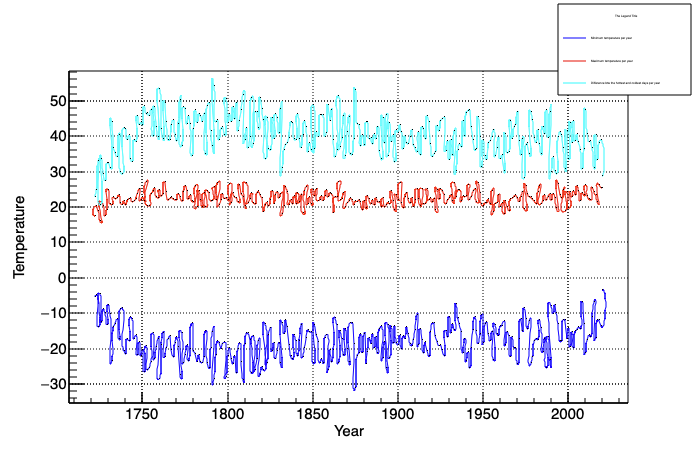 The Legend Title
Minimum temperature per year
Maximum temperature per year
Difference btw the hottest and coldest days per year
50
40
30
20
10
0
−10
−20
−30
Temperature
1750
1800
1850
1900
1950
2000
Year